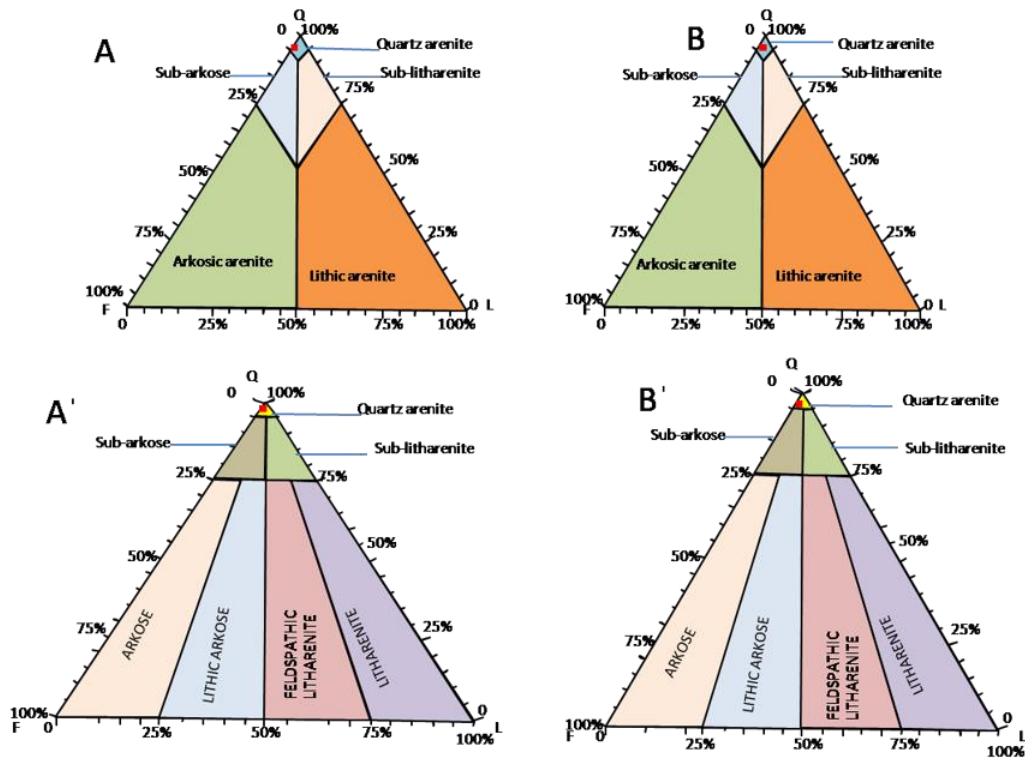 A
Q
0 100%
Quartz arenite
Sub-arkose
Sub-litharenite
25%
75%
50%
50%
75%
25%
Arkosic arenite
Lithic arenite
100%
F
0 L
0 25% 50% 75% 100%
B
Q
0 100%
Quartz arenite
Sub-arkose
Sub-litharenite
25%
75%
50%
50%
75%
25%
Arkosic arenite
Lithic arenite
100%
F
0 L
0 25% 50% 75% 100%
A'
Q
0 100%
Quartz arenite
Sub-arkose
Sub-litharenite
25%
75%
50%
50%
75%
25%
ARKOSE
LITHIC ARKOSE
FELDSPATHIC
LITHARENITE
LITHARENITE
100%
F
0
L
0 25% 50% 75% 100%
B'
Q
0 100%
Quartz arenite
Sub-arkose
Sub-litharenite
25%
75%
50%
50%
75%
25%
ARKOSE
LITHIC ARKOSE
FELDSPATHIC
LITHARENITE
LITHARENITE
100%
F
0
L
0 25% 50% 75% 100%